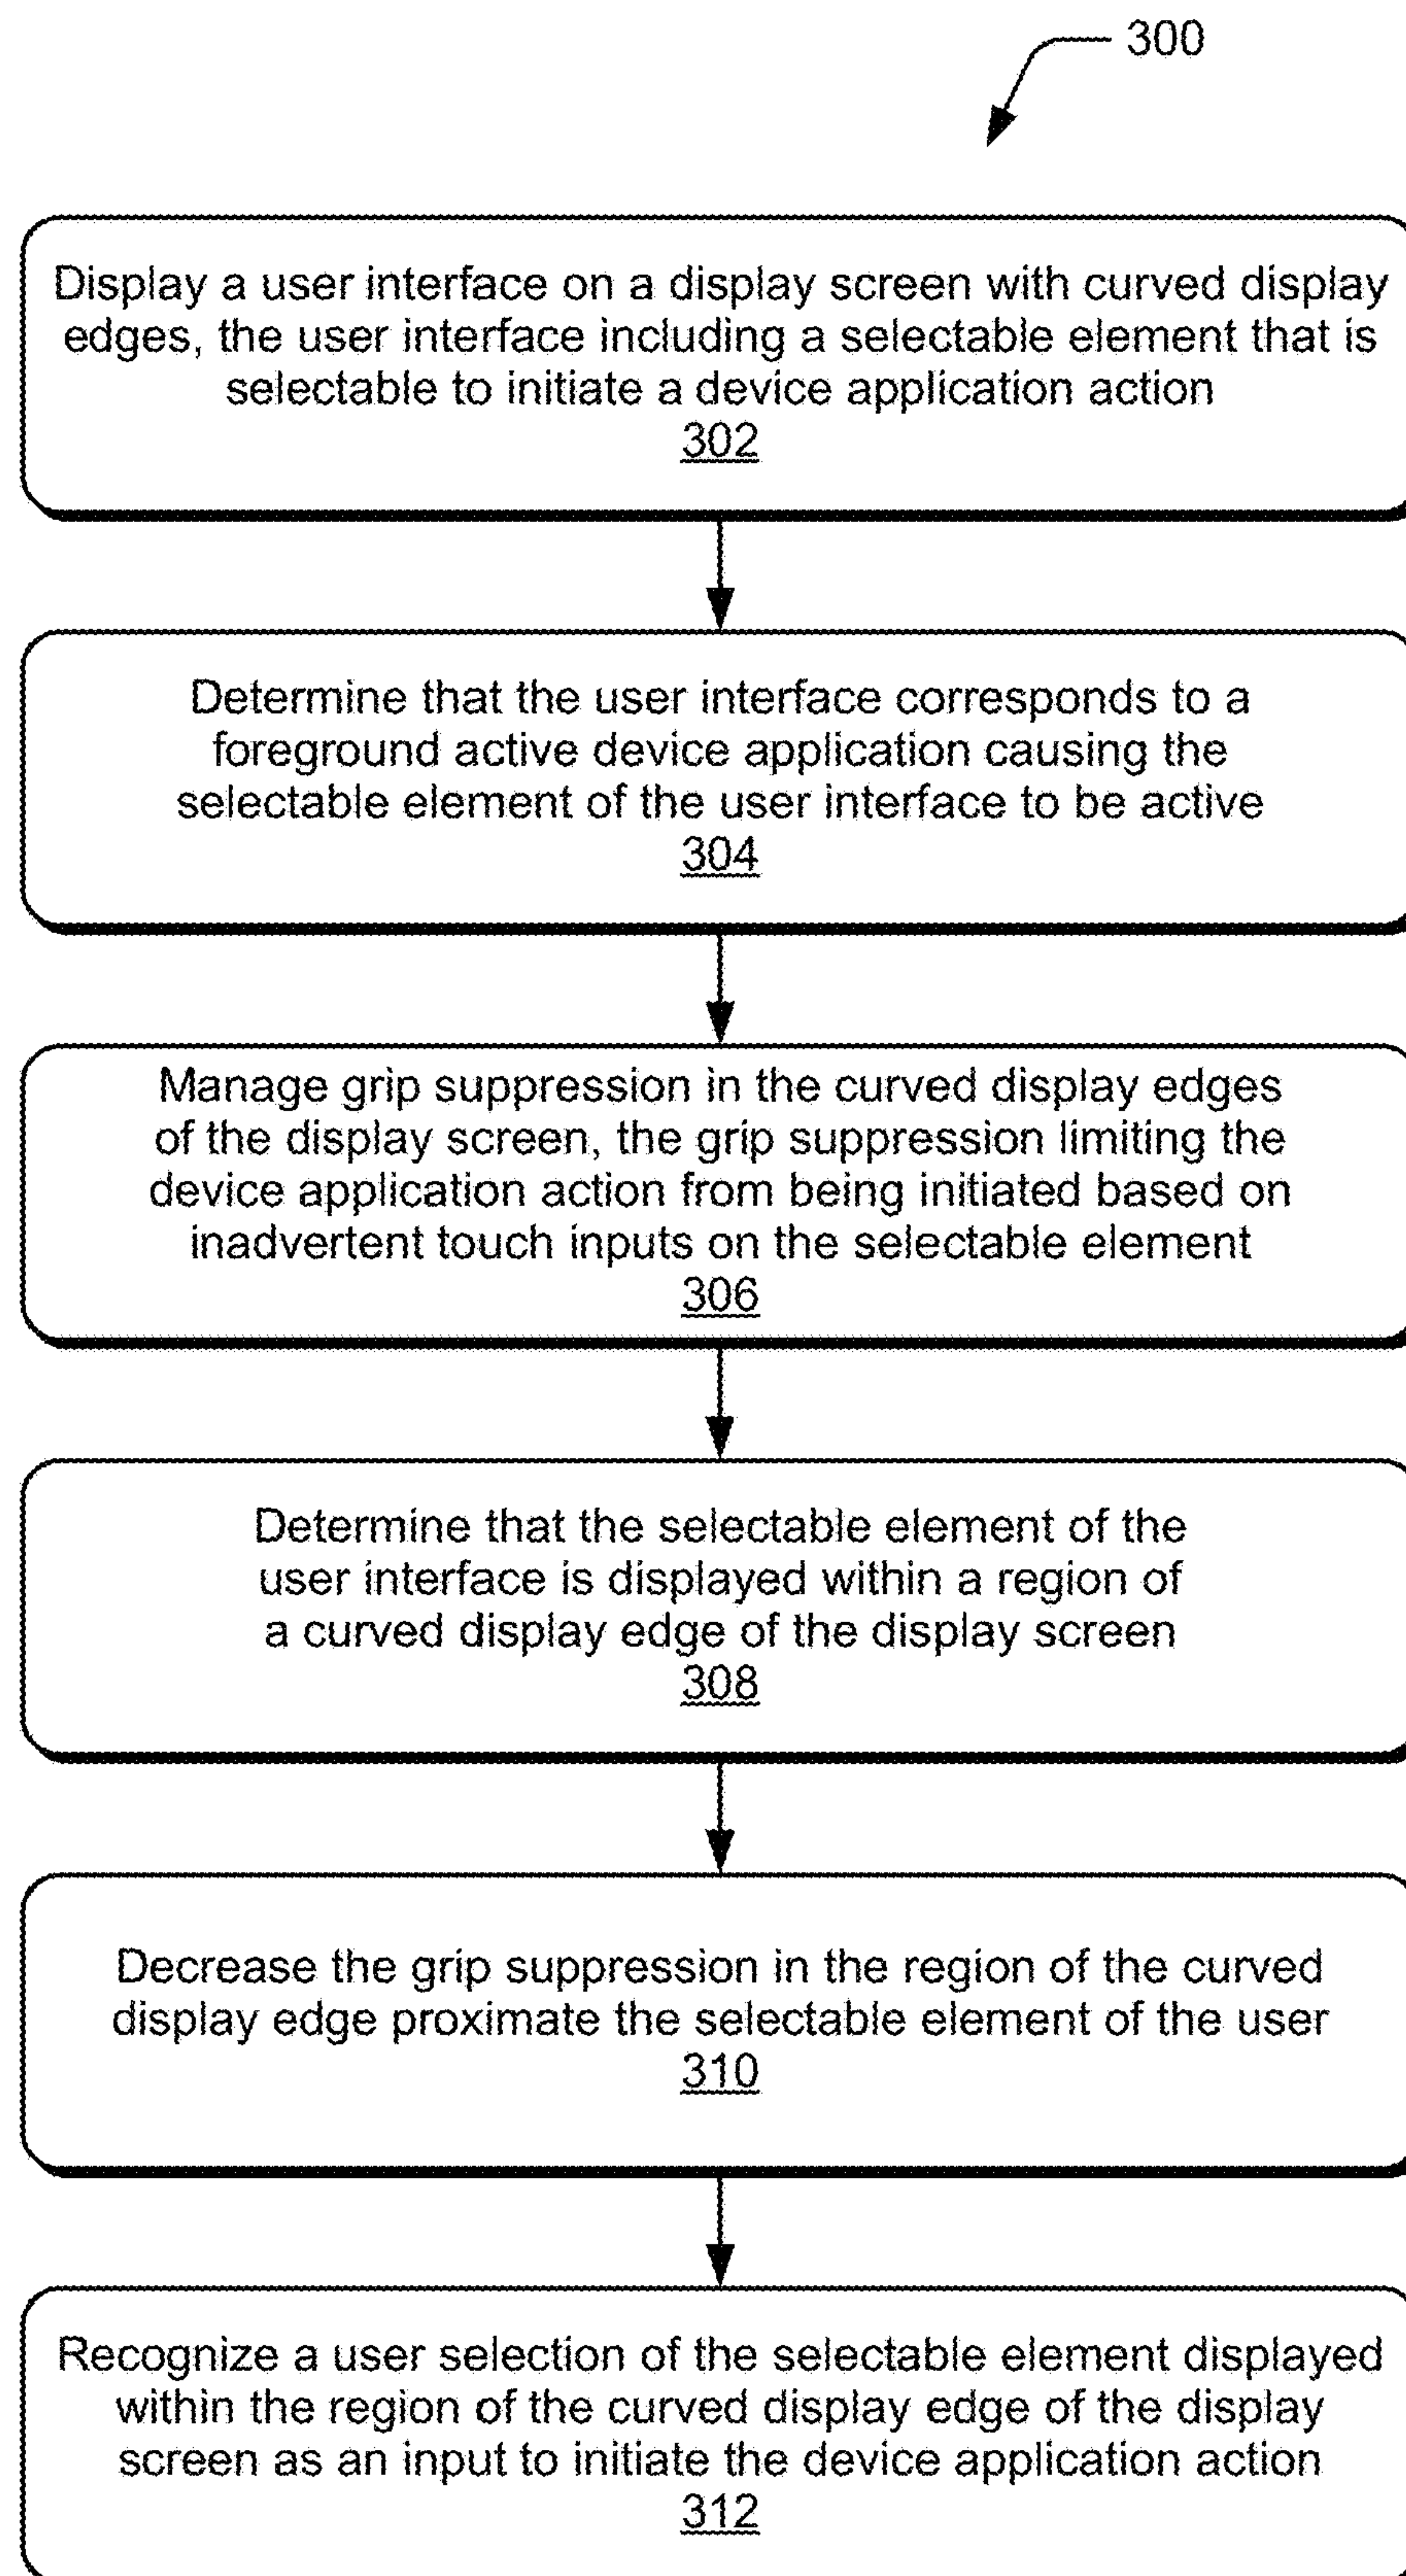 300
Display a user interface on a display screen with curved display
edges, the user interface including a selectable element that is
selectable to initiate a device application action
302
Determine that the user interface corresponds to a
foreground active device application causing the
selectable element of the user interface to be active
304
Manage grip suppression in the curved display edges
of the display screen, the grip suppression limiting the
device application action from being initiated based on
inadvertent touch inputs on the selectable element
306
Determine that the selectable element of the
user interface is displayed within a region of
a curved display edge of the display screen
308
Decrease the grip suppression in the region of the curved
display edge proximate the selectable element of the user
310
Recognize a user selection of the selectable element displayed
within the region of the curved display edge of the display
screen as an input to initiate the device application action
312